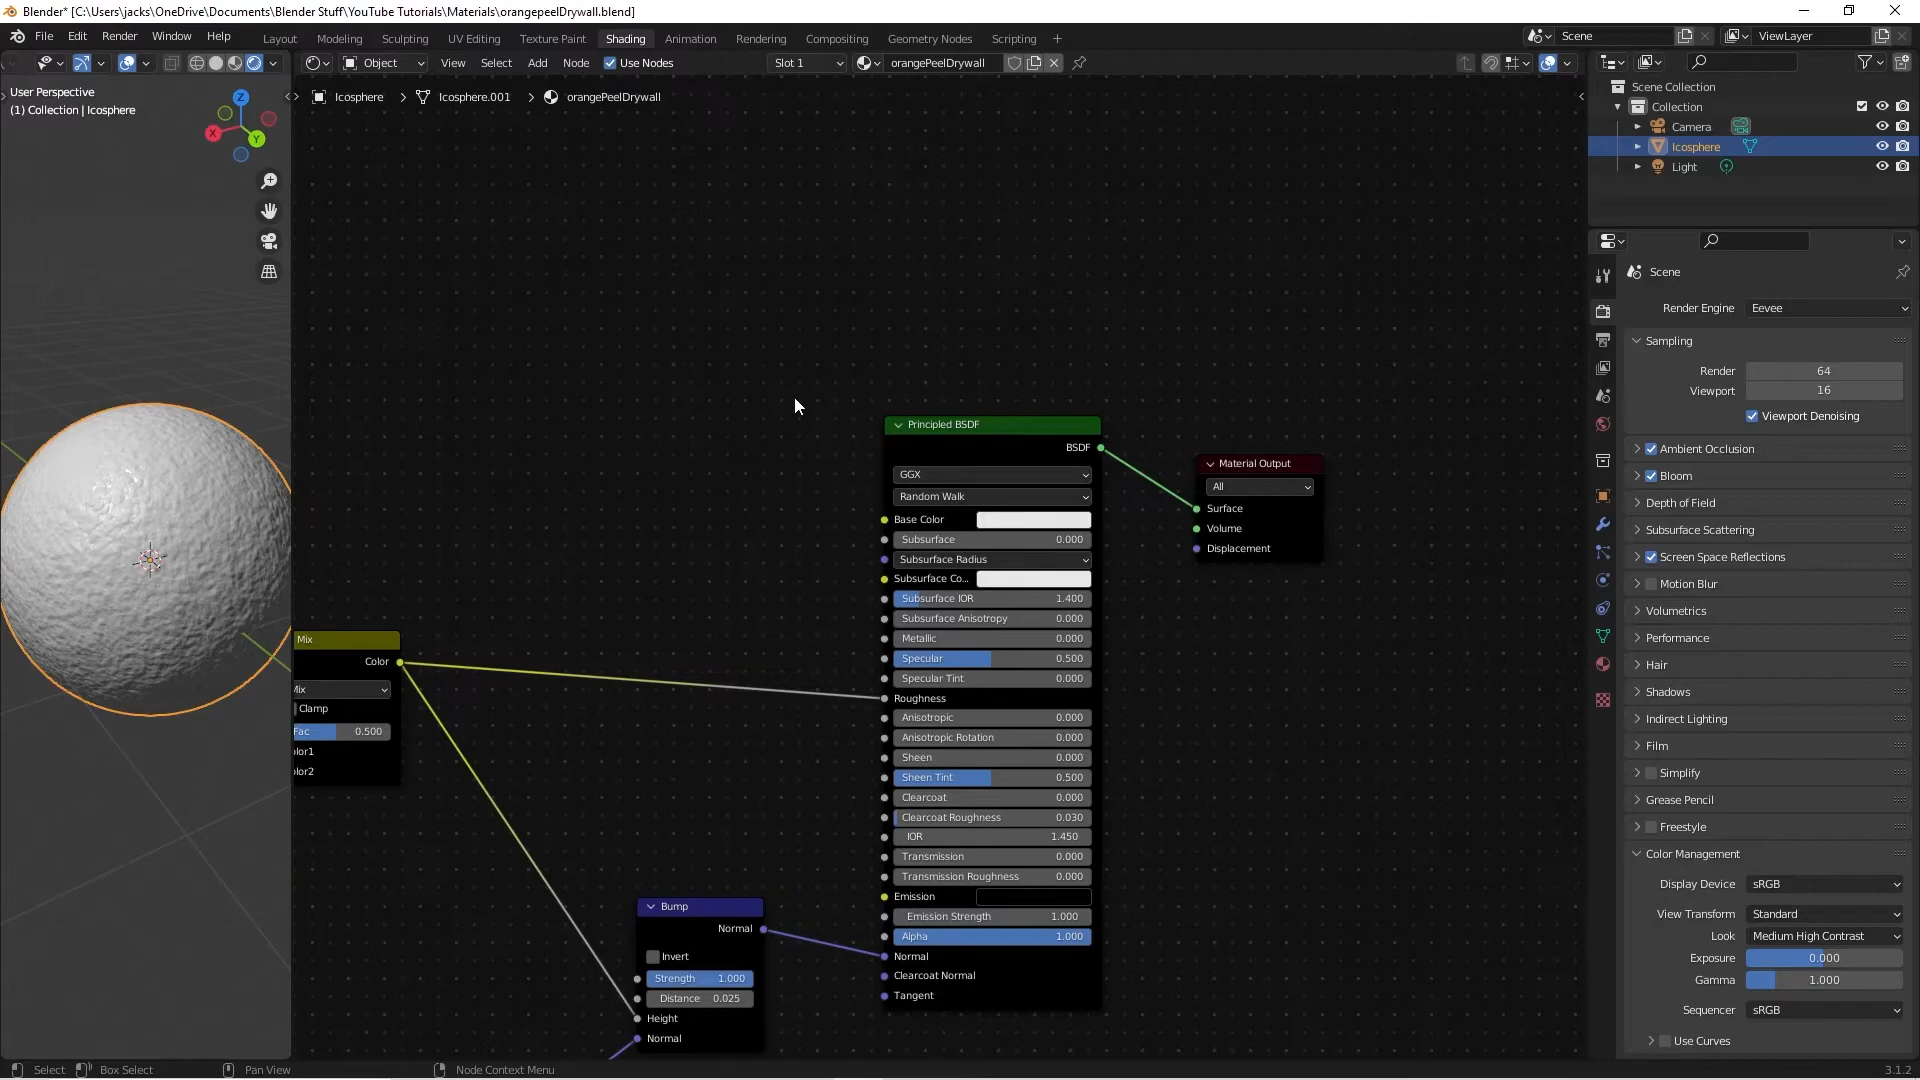 Blender* [C:\Users\jacks\OneDrive\Documents\Blender Stuff\YouTube Tutorials\Materials\orangepeelDrywall.blend]
File Edit Render Window Help Layout Modeling Sculpting UV Editing Texture Paint Shading Animation Rendering Compositing Geometry Nodes Scripting + Scene ViewLayer
Object View Select Add Node Use Nodes Slot 1 orangePeelDrywall
User Perspective
(1) Collection | Icosphere
Z
X
Y
Icosphere > Icosphere.001 > orangePeelDrywall
Mix
Color
Mix
Clamp
Fac 0.500
olor1
olor2
Bump
Normal
Invert
Strength 1.000
Distance 0.025
Height
Normal
Principled BSDF
BSDF
GGX
Random Walk
Base Color
Subsurface 0.000
Subsurface Radius
Subsurface Co...
Subsurface IOR 1.400
Subsurface Anisotropy 0.000
Metallic 0.000
Specular 0.500
Specular Tint 0.000
Roughness
Anisotropic 0.000
Anisotropic Rotation 0.000
Sheen 0.000
Sheen Tint 0.500
Clearcoat 0.000
Clearcoat Roughness 0.030
IOR 1.450
Transmission 0.000
Transmission Roughness 0.000
Emission
Emission Strength 1.000
Alpha 1.000
Normal
Clearcoat Normal
Tangent
Material Output
All
Surface
Volume
Displacement
Scene Collection
Collection
Camera
Icosphere
Light
Scene
Render Engine Eevee
Sampling
Render 64
Viewport 16
Viewport Denoising
Ambient Occlusion
Bloom
Depth of Field
Subsurface Scattering
Screen Space Reflections
Motion Blur
Volumetrics
Performance
Hair
Shadows
Indirect Lighting
Film
Simplify
Grease Pencil
Freestyle
Color Management
Display Device sRGB
View Transform Standard
Look Medium High Contrast
Exposure 0.000
Gamma 1.000
Sequencer sRGB
Use Curves
Select Box Select Pan View Node Context Menu 3.1.2